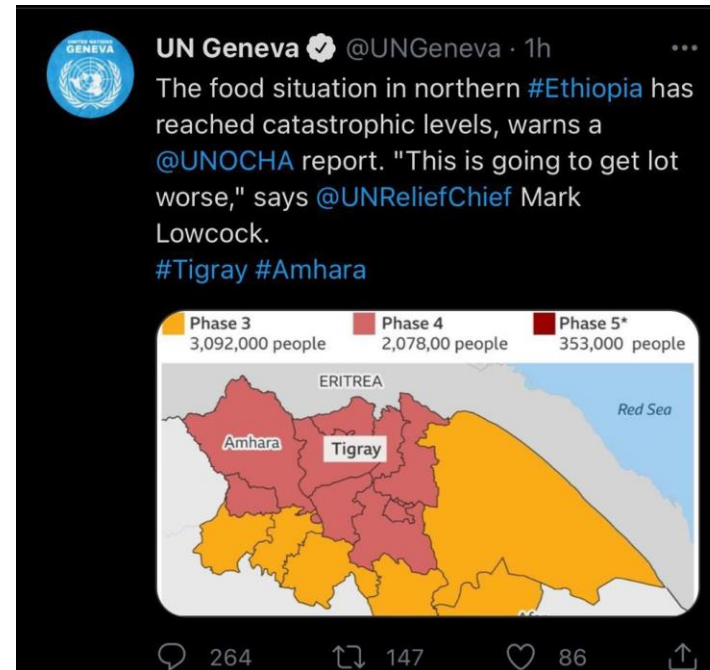 UNITED NATIONS
GENEVA
UN Geneva @UNGeneva · 1h
The food situation in northern #Ethiopia has
reached catastrophic levels, warns a
@UNOCHA report. "This is going to get lot
worse," says @UNReliefChief Mark
Lowcock.
#Tigray #Amhara
Phase 3 Phase 4 Phase 5*
3,092,000 people 2,078,00 people 353,000 people
ERITREA
Red Sea
Amhara
Tigray
264 147 86